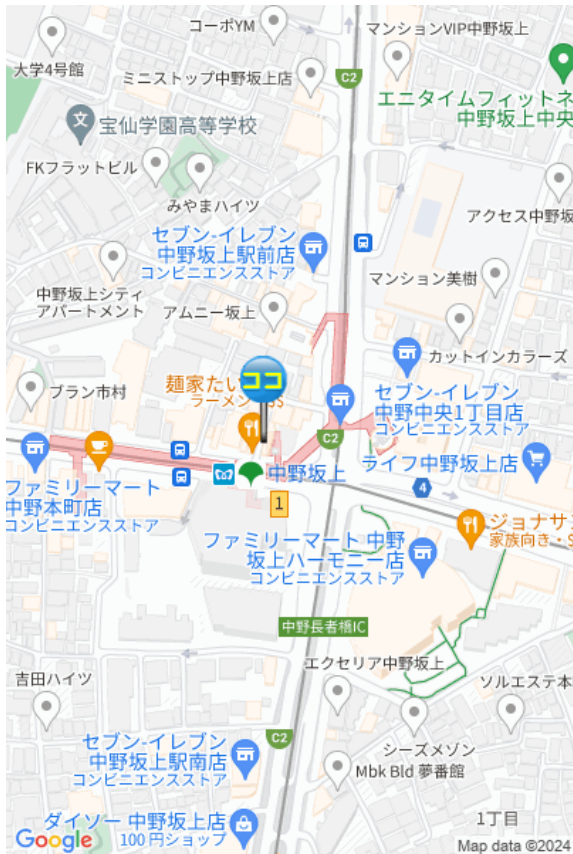 コーポYM
マンションVIP中野坂上
大学4号館
ミニストップ中野坂上店
C2
エニタイムフィットネ
中野坂上中央
文
宝仙学園高等学校
FKフラットビル
みやまハイツ
アクセス中野坂
セブン-イレブン
中野坂上駅前店
コンビニエンスストア
マンション美樹
中野坂上シティ
アパートメント
アムニー坂上
カットインカラーズ
ブラン市村
麺家たい
ラーメン
ココ
セブン-イレブン
中野中央1丁目店
コンビニエンスストア
C2
ライフ中野坂上店
中野坂上
4
ファミリーマート
中野本町店
コンビニエンスストア
1
ジョナサン
家族向き・
ファミリーマート 中野
坂上ハーモニー店
コンビニエンスストア
中野長者橋IC
エクセリア中野坂上
吉田ハイツ
ソルエステ本
C2
セブン-イレブン
中野坂上駅南店
コンビニエンスストア
シーズメゾン
Mbk Bld 夢番館
ダイソー 中野坂上店
100 円ショップ
1丁目
Google
Map data ©2024